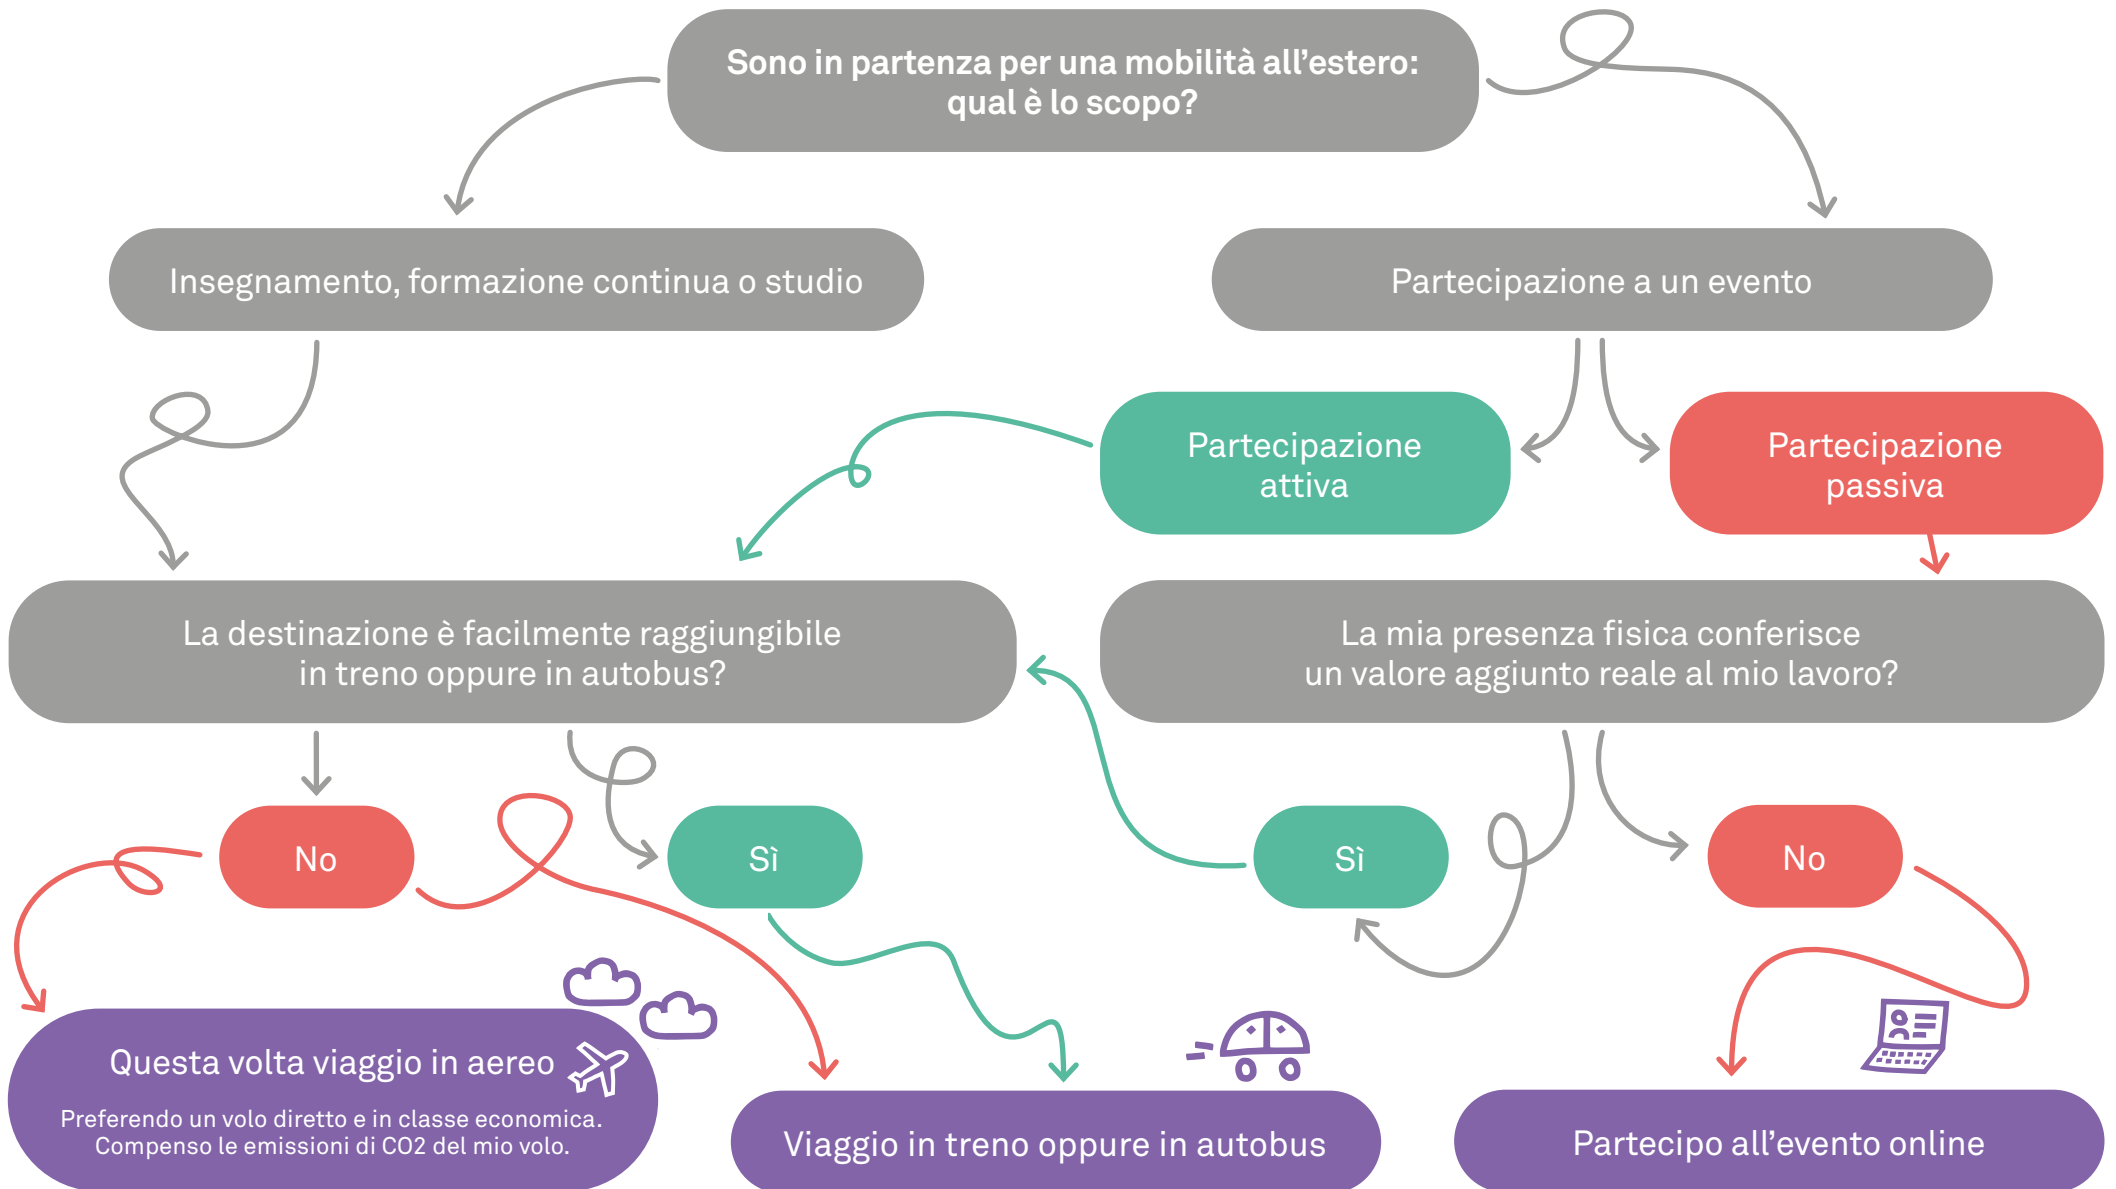 Sono in partenza per una mobilità all’estero:
qual è lo scopo?
Insegnamento, formazione continua o studio
Partecipazione a un evento
Partecipazione
attiva
Partecipazione
passiva
La destinazione è facilmente raggiungibile
in treno oppure in autobus?
La mia presenza fisica conferisce
un valore aggiunto reale al mio lavoro?
No
Sì
Sì
No
Questa volta viaggio in aereo
Preferendo un volo diretto e in classe economica.
Compenso le emissioni di CO2 del mio volo.
Viaggio in treno oppure in autobus
Partecipo all’evento online